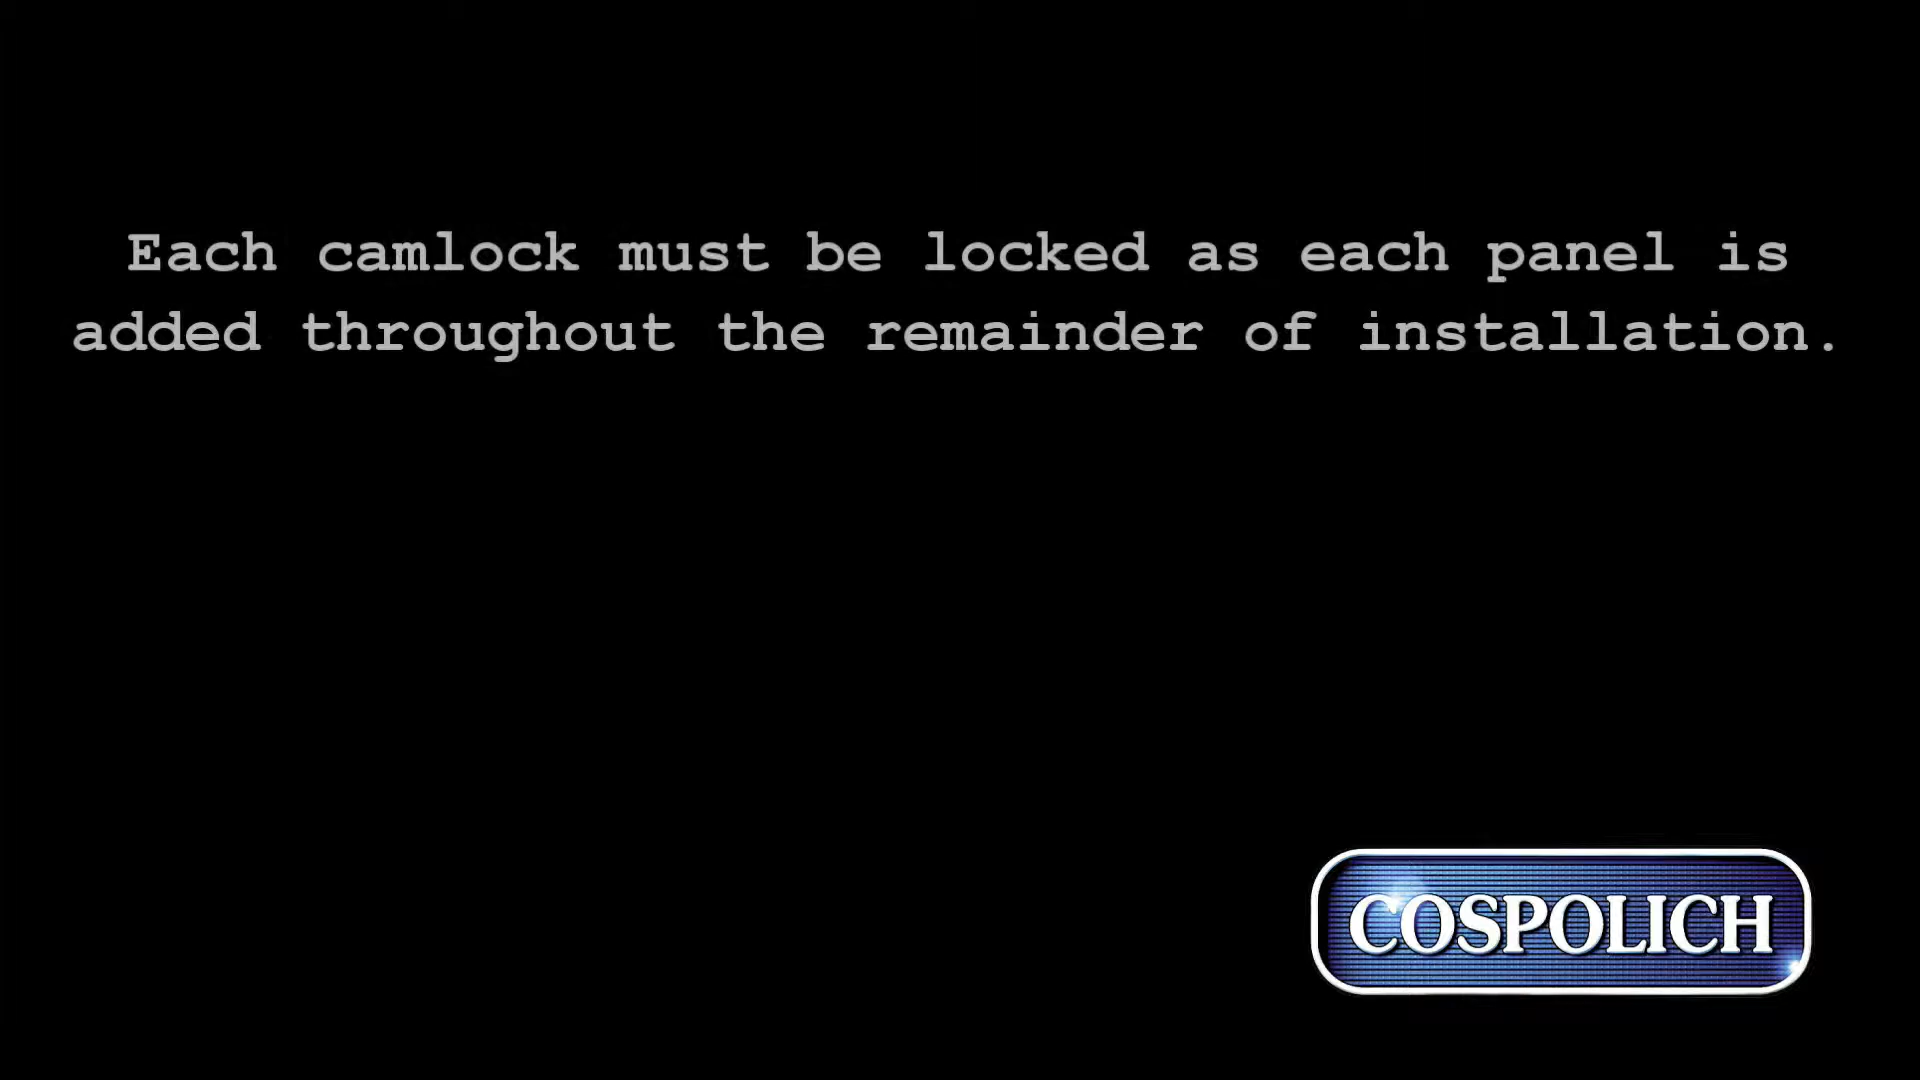 Each camlock must be locked as each panel is
added throughout the remainder of installation.
COSPOLICH